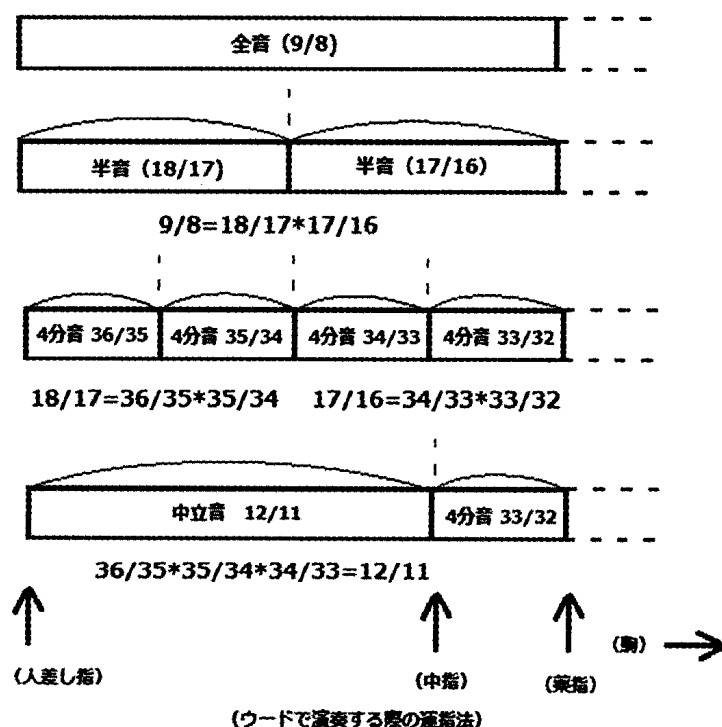 全音（9/8）
半音（18/17） 半音（17/16）
9/8=18/17*17/16
4分音 36/35 4分音 35/34 4分音 34/33 4分音 33/32
18/17=36/35*35/34 17/16=34/33*33/32
中立音 12/11 4分音 33/32
36/35*35/34*34/33=12/11
（駒）
（人差し指） （中指） （薬指）
（ウードで演奏する際の運指法）